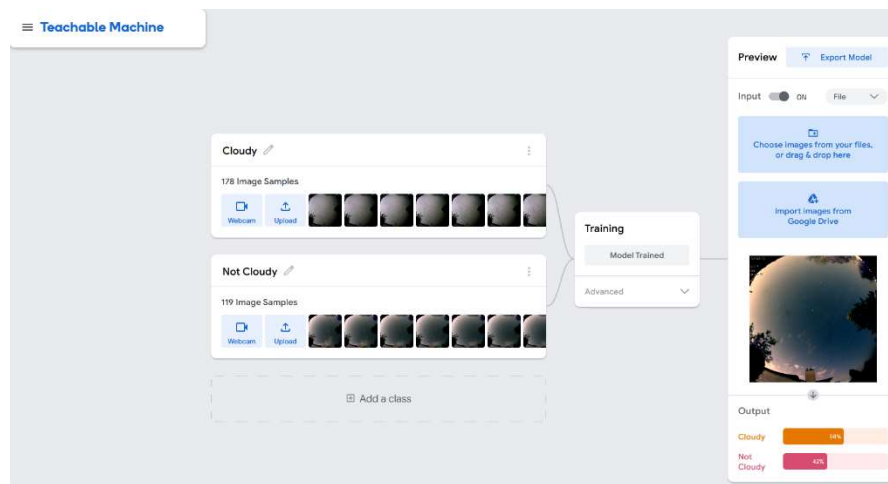 Teachable Machine
Cloudy
178 Image Samples
Webcam
Upload
Not Cloudy
119 Image Samples
Webcam
Upload
Add a class
Training
Model Trained
Advanced
Preview
Export Model
Input
ON
File
Choose images from your files,
or drag & drop here
Import images from
Google Drive
Output
Cloudy
58%
Not
Cloudy
42%